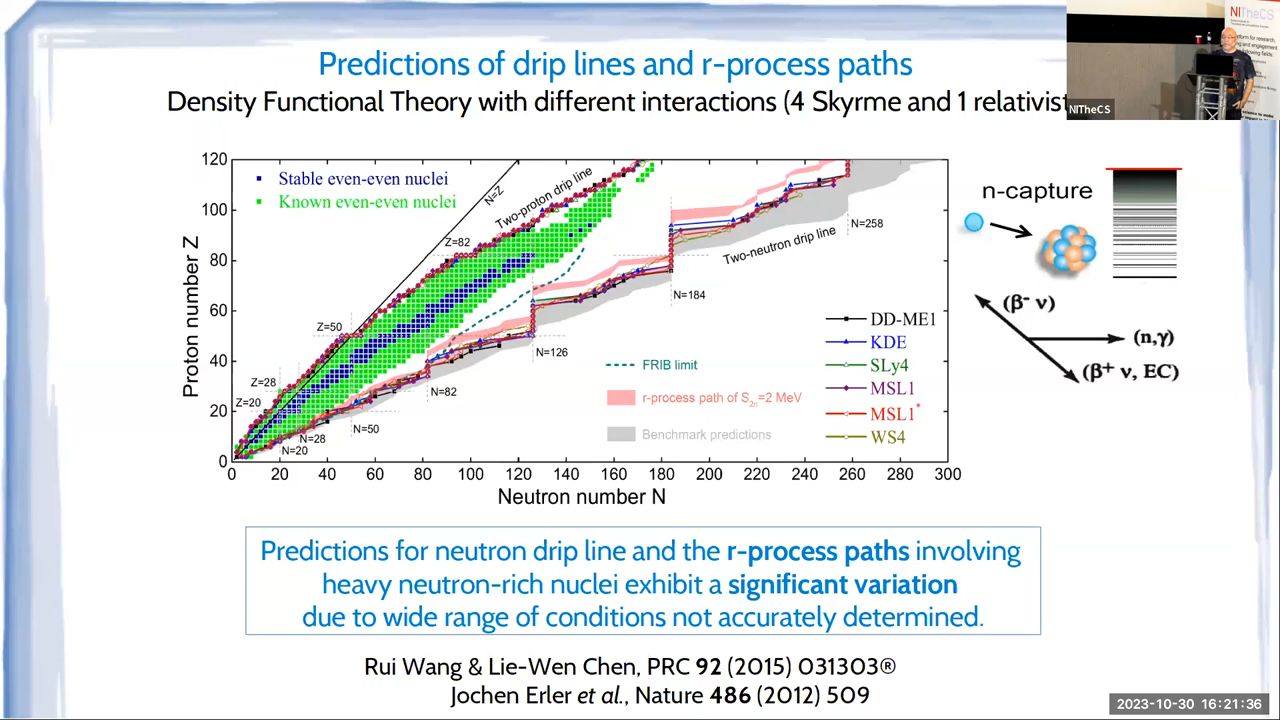 Predictions of drip lines and r-process paths
Density Functional Theory with different interactions (4 Skyrme and 1 relativist
NITheCS
NITheCS
120
100
80
60
40
20
0
Proton number Z
0 20 40 60 80 100 120 140 160 180 200 220 240 260 280 300
Neutron number N
Stable even-even nuclei
Known even-even nuclei
N=Z
Two-proton drip line
Two-neutron drip line
Z=82
Z=50
Z=28
Z=20
N=20
N=28
N=50
N=82
N=126
N=184
N=258
FRIB limit
r-process path of S2n=2 MeV
Benchmark predictions
DD-ME1
KDE
SLy4
MSL1
MSL1*
WS4
n-capture
(β- ν)
(n,γ)
(β+ ν, EC)
Predictions for neutron drip line and the r-process paths involving
heavy neutron-rich nuclei exhibit a significant variation
due to wide range of conditions not accurately determined.
Rui Wang & Lie-Wen Chen, PRC 92 (2015) 031303®
Jochen Erler et al., Nature 486 (2012) 509
2023-10-30 16:21:36